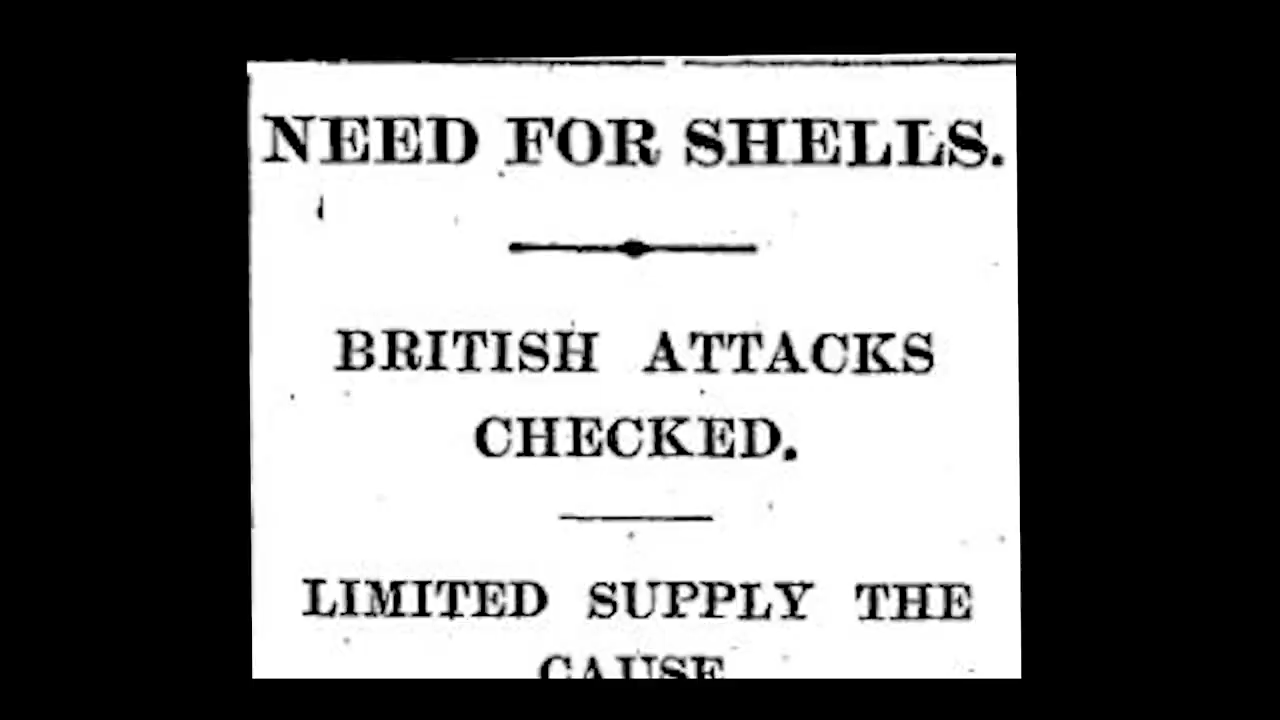 NEED FOR SHELLS.
BRITISH ATTACKS
CHECKED.
LIMITED SUPPLY THE
CAUSE